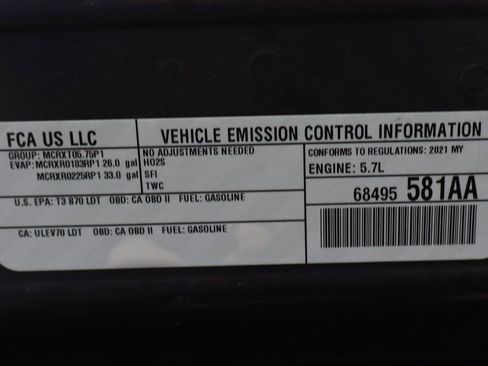 FCA US LLC
VEHICLE EMISSION CONTROL INFORMATION
GROUP: MCRXT05.75P1
EVAP: MCRXR0183RP1 26.0 gal
MCRXR0225RP1 33.0 gal
NO ADJUSTMENTS NEEDED
HO2S
SFI
TWC
CONFORMS TO REGULATIONS: 2021 MY
ENGINE: 5.7L
68495 581AA
U.S. EPA: T3 B70 LDT OBD: CA OBD II FUEL: GASOLINE
CA: ULEV70 LDT OBD: CA OBD II FUEL: GASOLINE